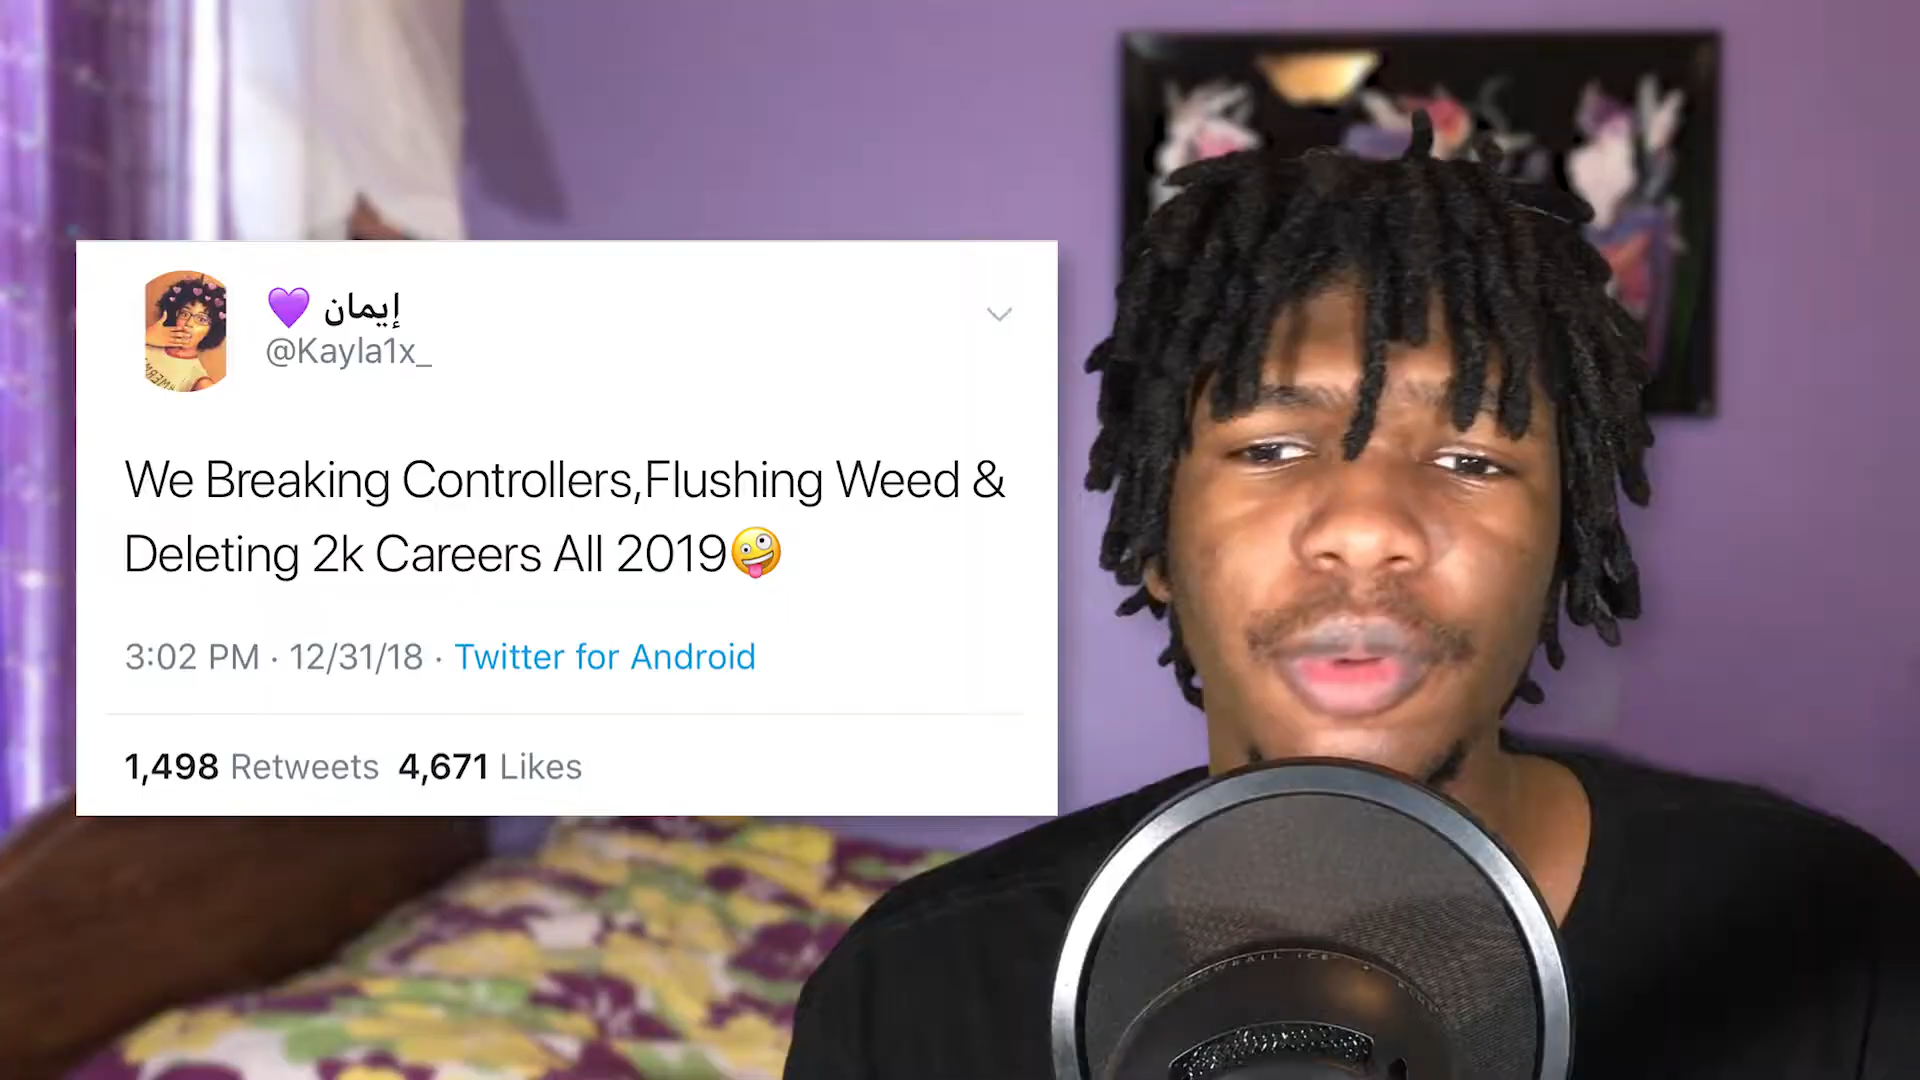 إيمان 💜
@Kayla1x_
We Breaking Controllers,Flushing Weed &
Deleting 2k Careers All 2019🤪
3:02 PM · 12/31/18 · Twitter for Android
1,498 Retweets 4,671 Likes